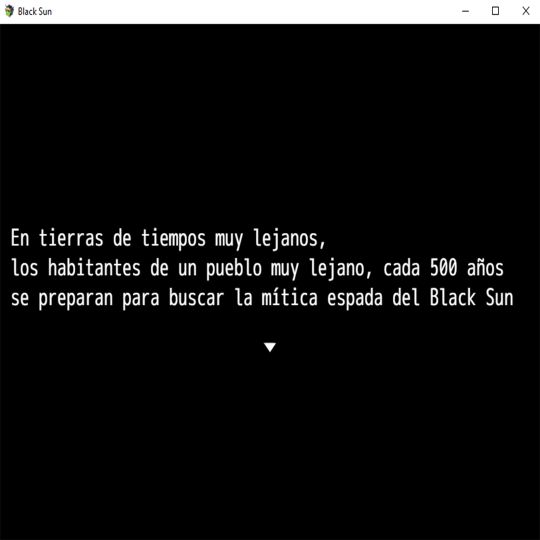 Black Sun
En tierras de tiempos muy lejanos,
los habitantes de un pueblo muy lejano, cada 500 años
se preparan para buscar la mítica espada del Black Sun